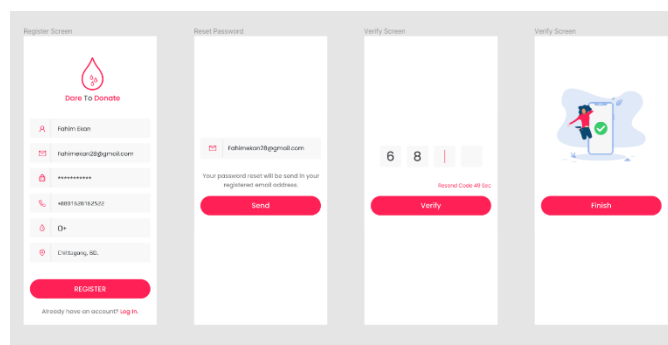 Register Screen
Dare To Donate
Fahim Ekan
Fahimekan28@gmail.com
***********
+8801526162522
O+
Chittagong, BD.
REGISTER
Already have an account? Log In.
Reset Password
Fahimekan28@gmail.com
Your password reset will be send in your
registered email address.
Send
Verify Screen
6 8
Resend Code 49 Sec
Verify
Verify Screen
Finish